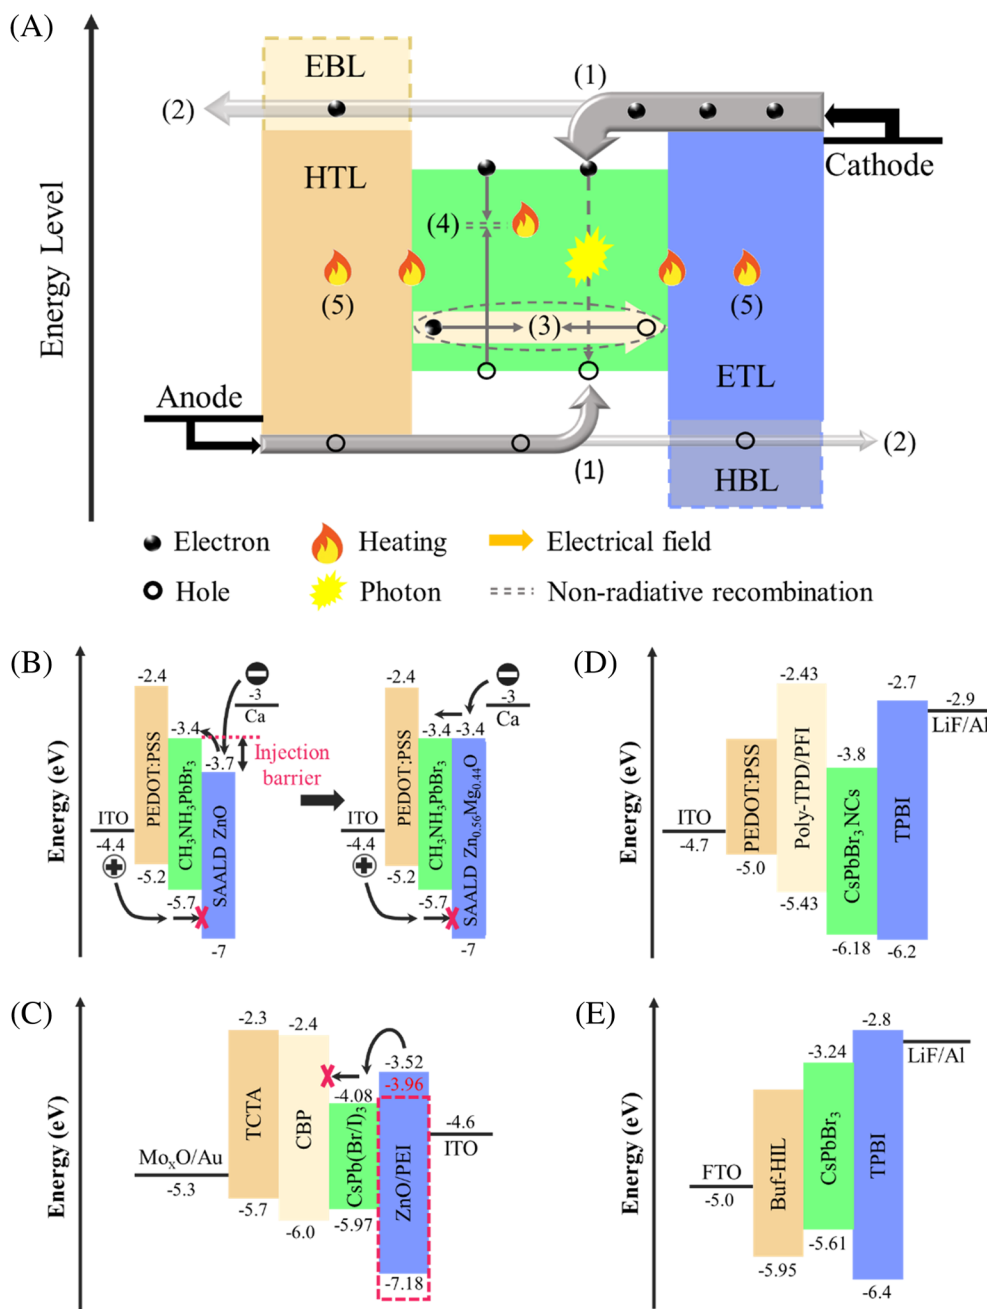 (A)
Energy Level
EBL
(1)
(2)
HTL
Cathode
(4)
(5)
(3)
(5)
ETL
Anode
(1)
(2)
HBL
Electron
Heating
Electrical field
Hole
Photon
Non-radiative recombination
(B)
Energy (eV)
-2.4
PEDOT:PSS
-5.2
ITO
-4.4
-3.4
CH3NH3PbBr3
-5.7
-3.7
SAALD ZnO
-7
-3
Ca
Injection
barrier
-2.4
PEDOT:PSS
-5.2
ITO
-4.4
-3.4
CH3NH3PbBr3
-5.7
-3.4
SAALD Zn0.56Mg0.44O
-7
-3
Ca
(D)
Energy (eV)
ITO
-4.7
PEDOT:PSS
-5.0
-2.43
Poly-TPD/PFI
-5.43
-3.8
CsPbBr3 NCs
-6.18
-2.7
TPBI
-6.2
-2.9
LiF/Al
(C)
Energy (eV)
MoxO/Au
-5.3
-2.3
TCTA
-5.7
-2.4
CBP
-6.0
-4.08
CsPb(Br/I)3
-5.97
-3.52
-3.96
ZnO/PEI
-7.18
-4.6
ITO
(E)
Energy (eV)
FTO
-5.0
Buf-HIL
-5.95
-3.24
CsPbBr3
-5.61
-2.8
TPBI
-6.4
LiF/Al